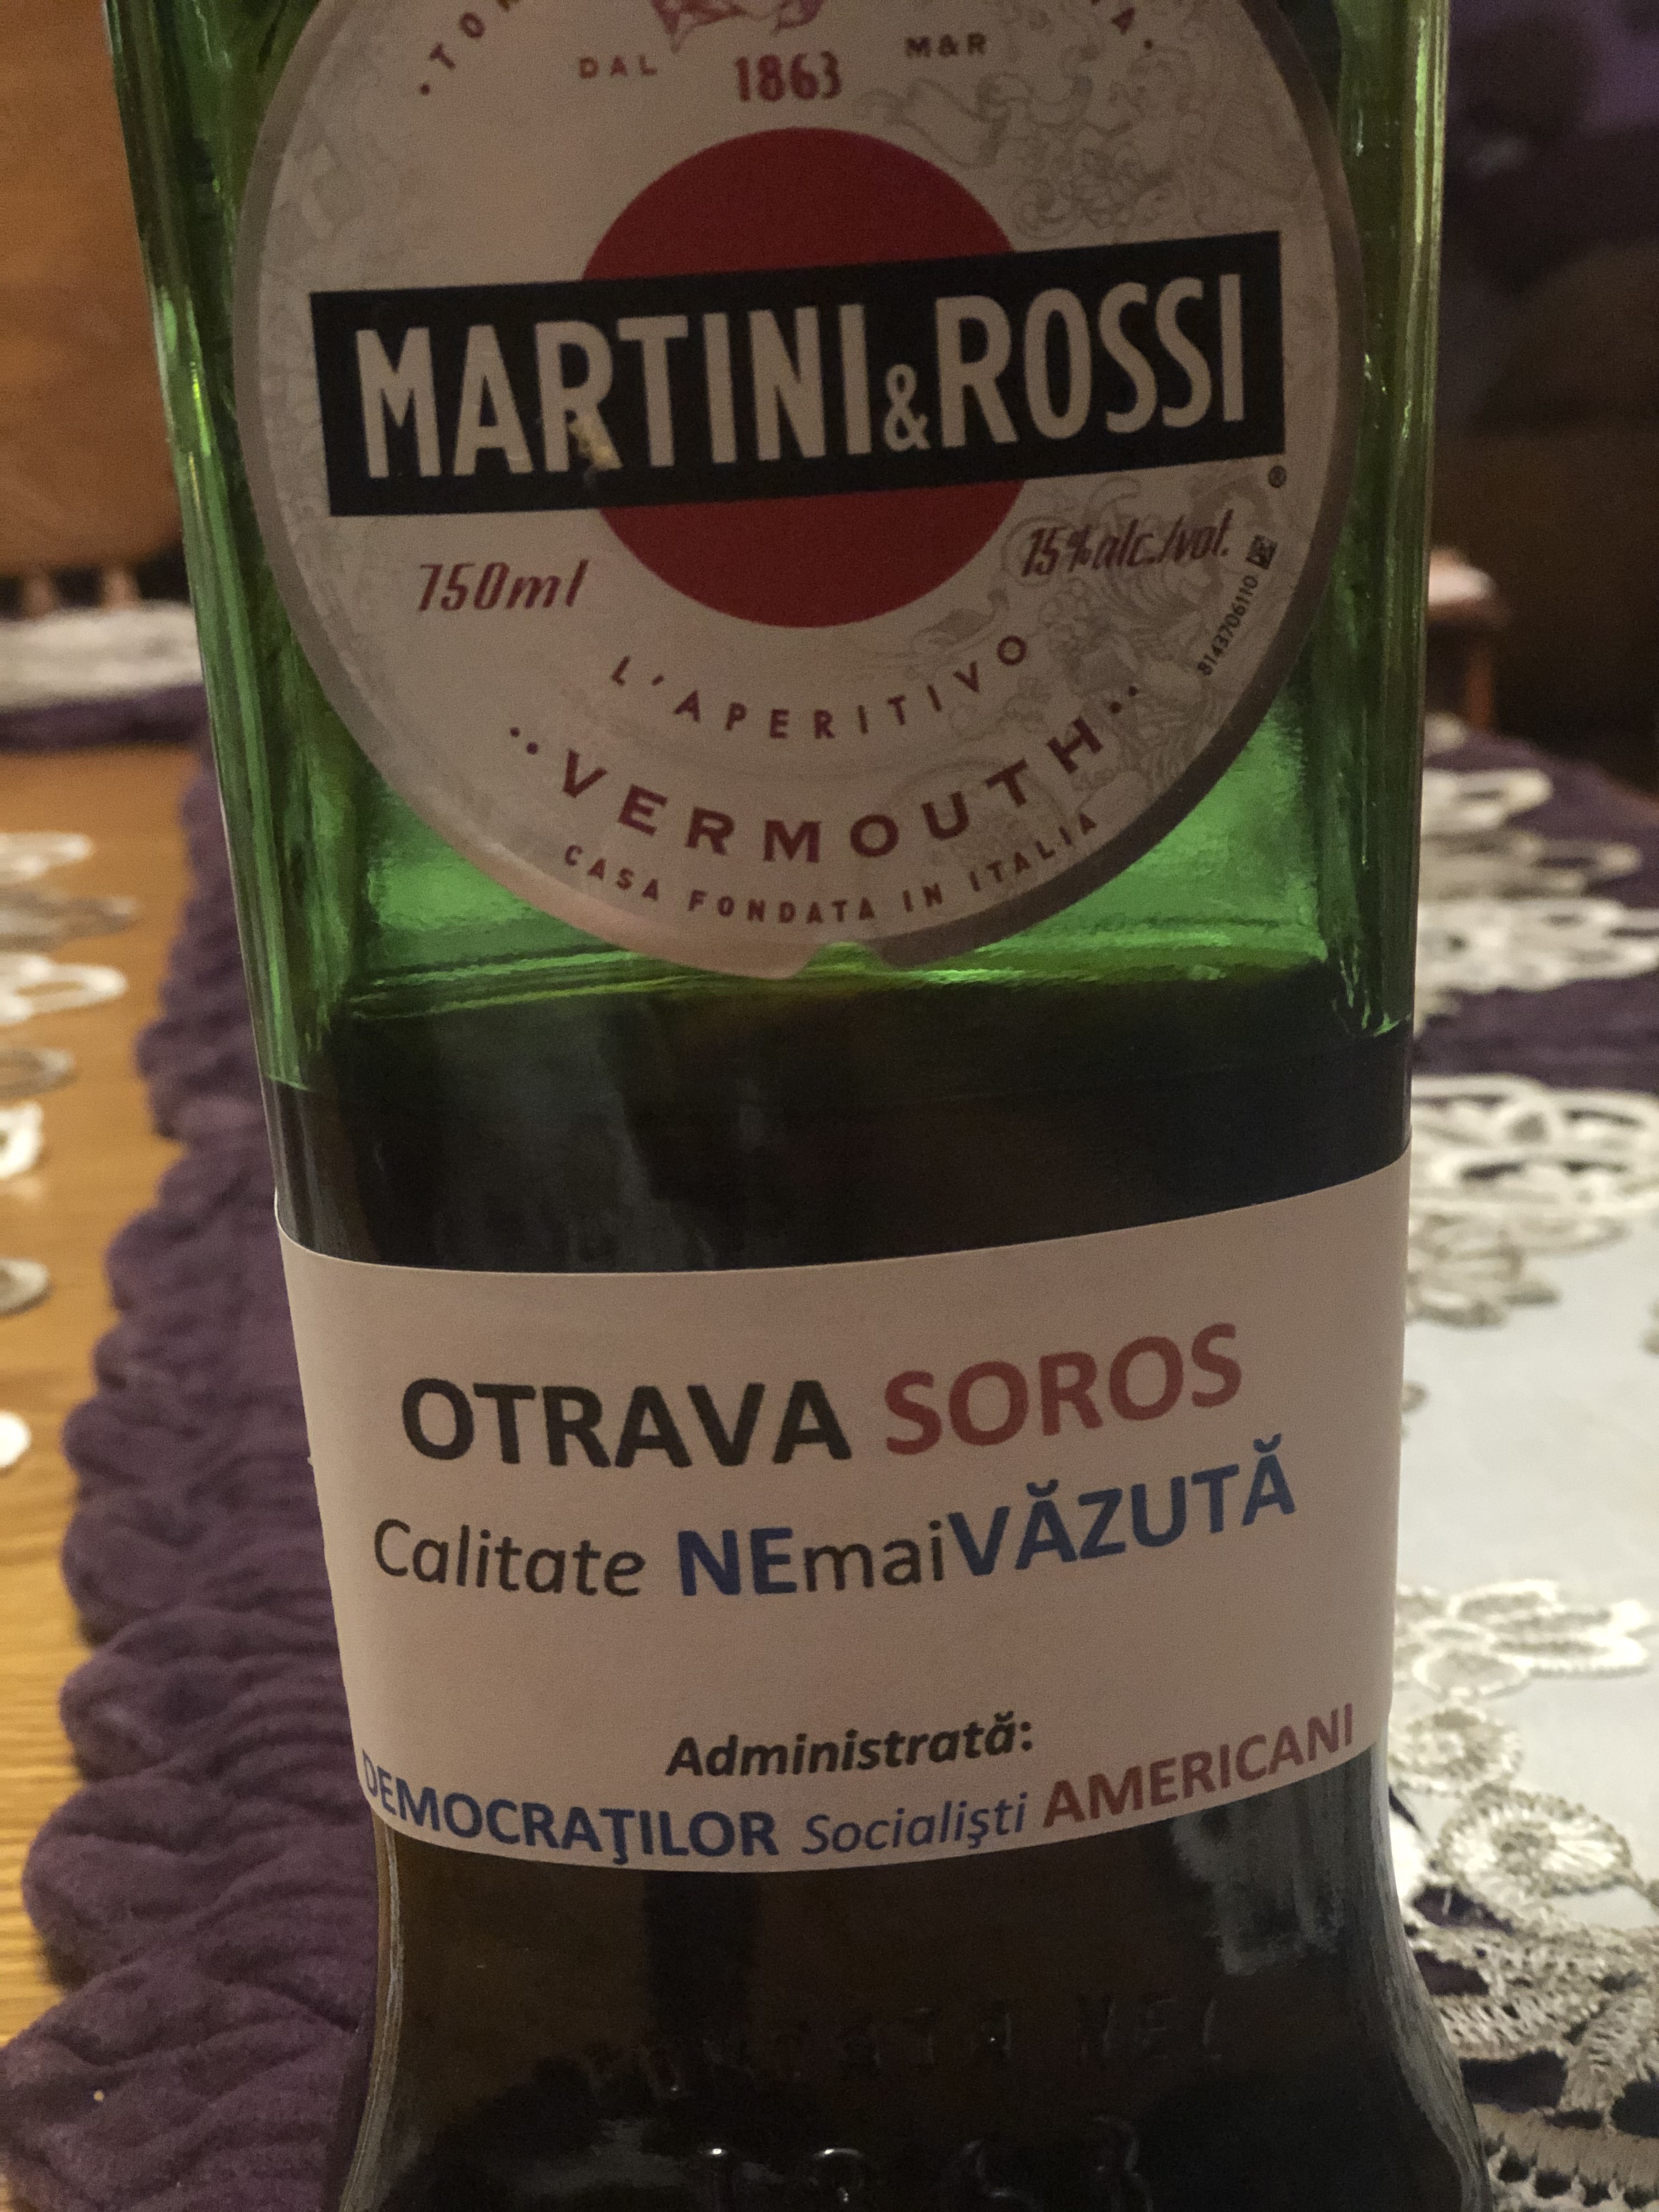 DAL 1863 M&R
MARTINI&ROSSI
®
750ml 15%alc./vol.
8143706110
L'APERITIVO
··VERMOUTH··
CASA FONDATA IN ITALIA
OTRAVA SOROS
Calitate NEmaiVĂZUTĂ
Administrată:
DEMOCRAŢILOR Socialişti AMERICANI